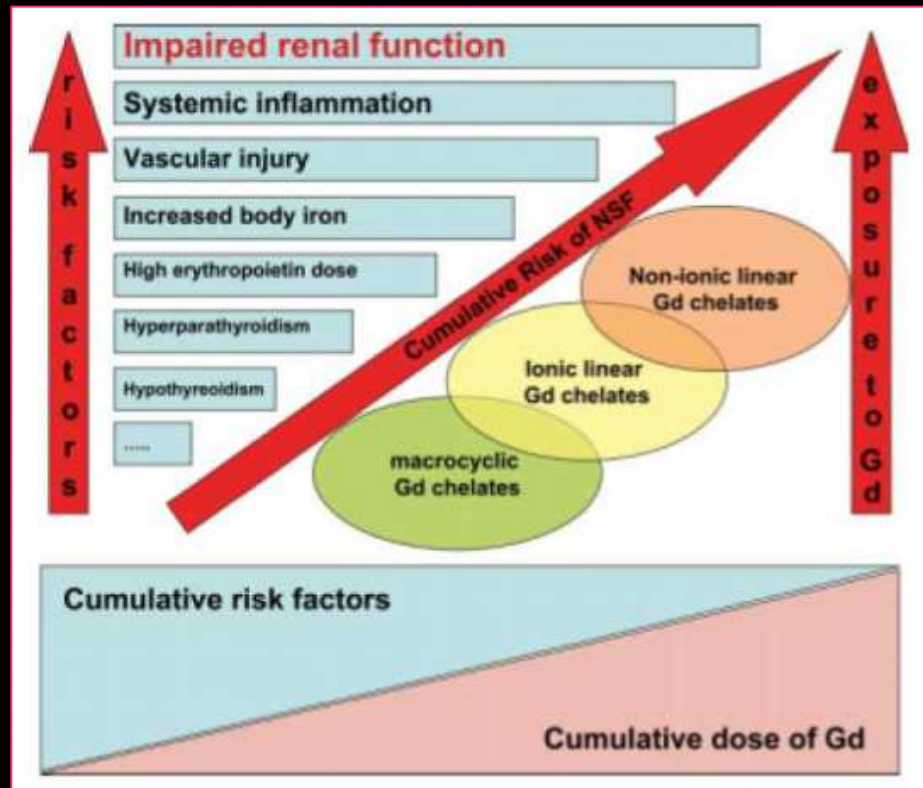 risk factors
Impaired renal function
Systemic inflammation
Vascular injury
Increased body iron
High erythropoietin dose
Hyperparathyroidism
Hypothyreoidism
.....
Cumulative Risk of NSF
Non-ionic linear
Gd chelates
Ionic linear
Gd chelates
macrocyclic
Gd chelates
exposure to Gd
Cumulative risk factors
Cumulative dose of Gd